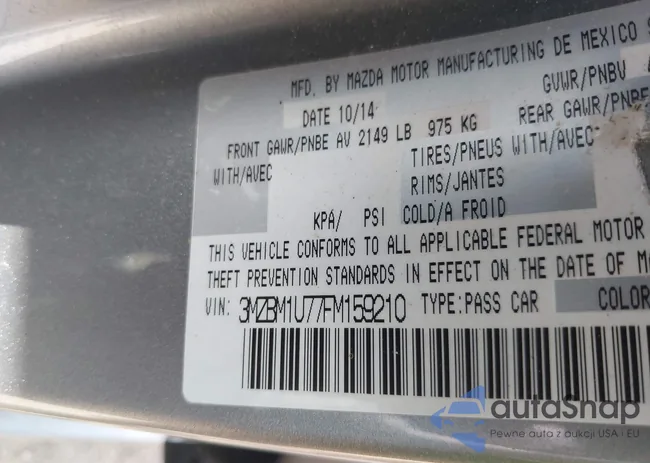 MFD. BY MAZDA MOTOR MANUFACTURING DE MEXICO
DATE 10/14 GVWR/PNBV
FRONT GAWR/PNBE AV 2149 LB 975 KG REAR GAWR/PNBE
WITH/AVEC TIRES/PNEUS WITH/AVEC
RIMS/JANTES
KPA/ PSI COLD/A FROID
THIS VEHICLE CONFORMS TO ALL APPLICABLE FEDERAL MOTOR
THEFT PREVENTION STANDARDS IN EFFECT ON THE DATE OF
VIN: 3MZBM1U77FM159210 TYPE:PASS CAR COLOR
autoSnap
Pewne auta z aukcji USA i EU